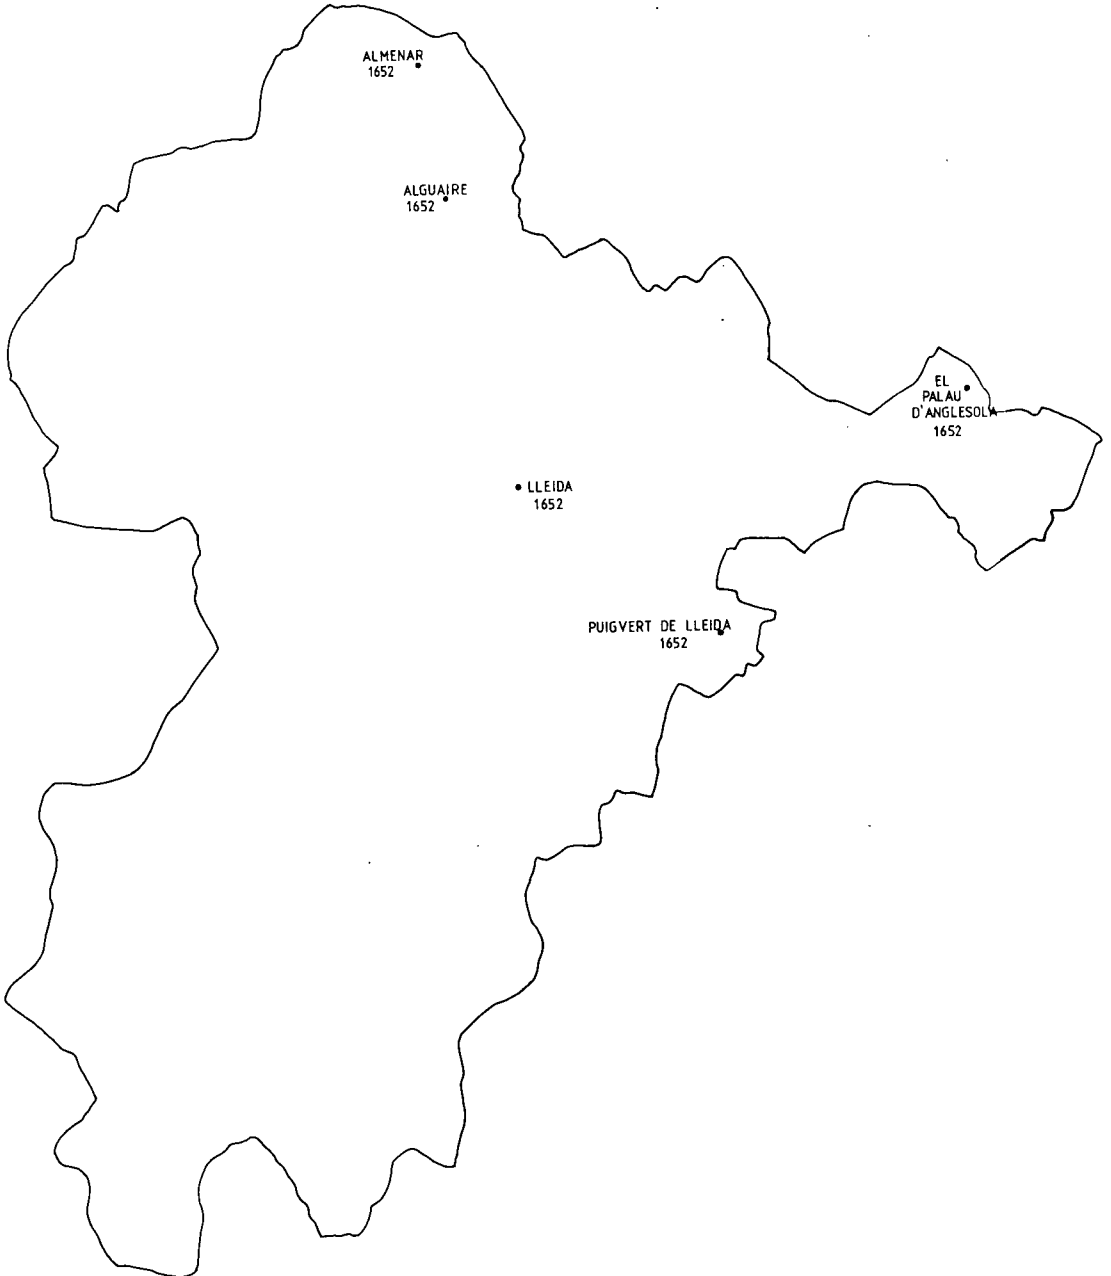 ALMENAR
1652
ALGUAIRE
1652
EL
PALAU
D'ANGLESOLA
1652
LLEIDA
1652
PUIGVERT DE LLEIDA
1652